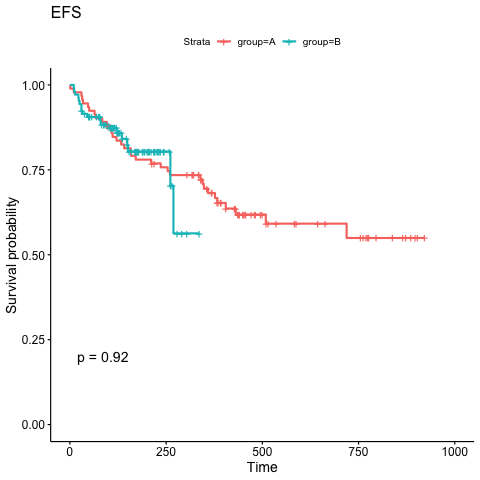 EFS
Strata group=A group=B
Survival probability
1.00
0.75
0.50
0.25
0.00
p = 0.92
0 250 500 750 1000
Time